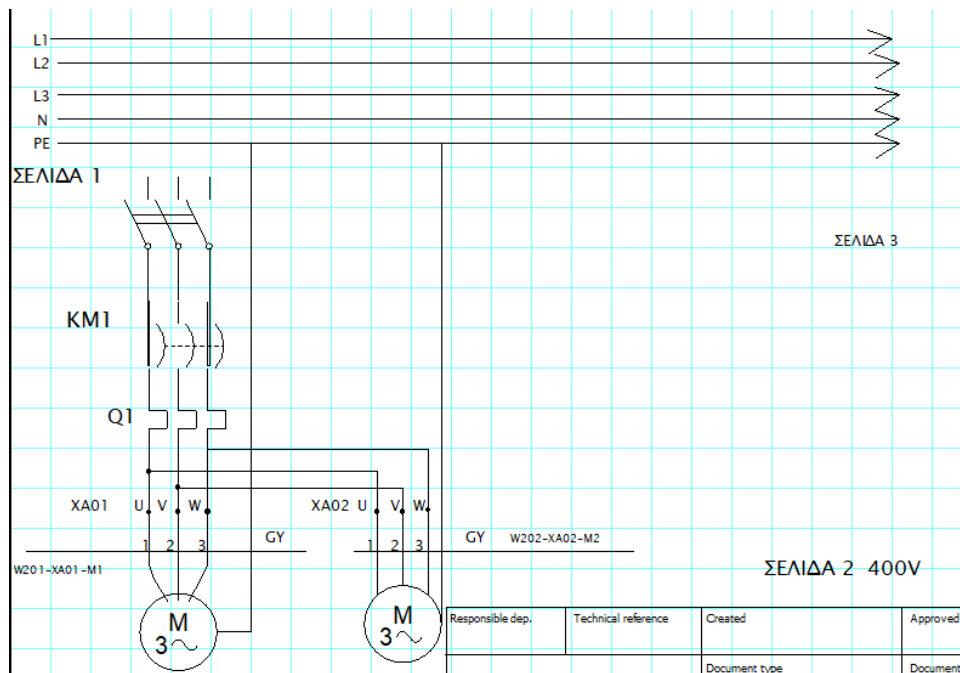 L1
L2
L3
N
PE
ΣΕΛΙΔΑ 1
ΣΕΛΙΔΑ 3
KM1
Q1
XA01 U V W XA02 U V W
1 2 3 GY 1 2 3 GY W202-XA02-M2
W201-XA01-M1
ΣΕΛΙΔΑ 2 400V
M
3
M
3
Responsible dep. Technical reference Created Approved
Document type Document